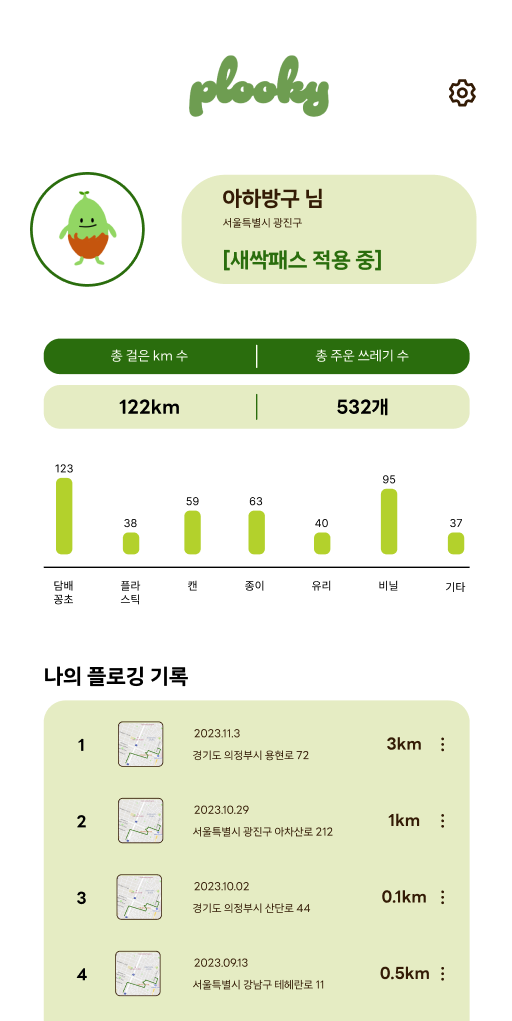 plooky
아하방구 님
서울특별시 광진구
[새싹패스 적용 중]
총 걸은 km 수
총 주운 쓰레기 수
122km
532개
123
38
59
63
40
95
37
담배
꽁초
플라
스틱
캔
종이
유리
비닐
기타
나의 플로깅 기록
1
2023.11.3
경기도 의정부시 용현로 72
3km
2
2023.10.29
서울특별시 광진구 아차산로 212
1km
3
2023.10.02
경기도 의정부시 산단로 44
0.1km
4
2023.09.13
서울특별시 강남구 테헤란로 11
0.5km